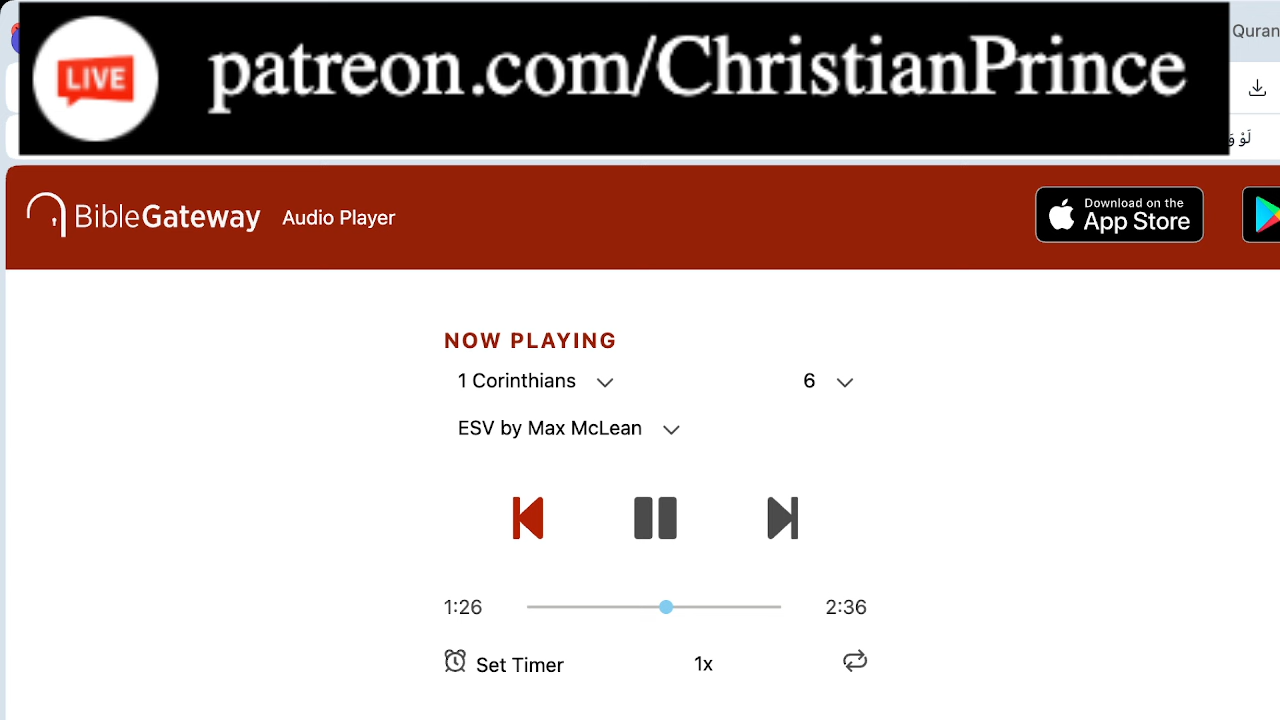 LIVE
patreon.com/ChristianPrince
Quran
لَوْ
BibleGateway
Audio Player
Download on the
App Store
NOW PLAYING
1 Corinthians
6
ESV by Max McLean
1:26
2:36
Set Timer
1x